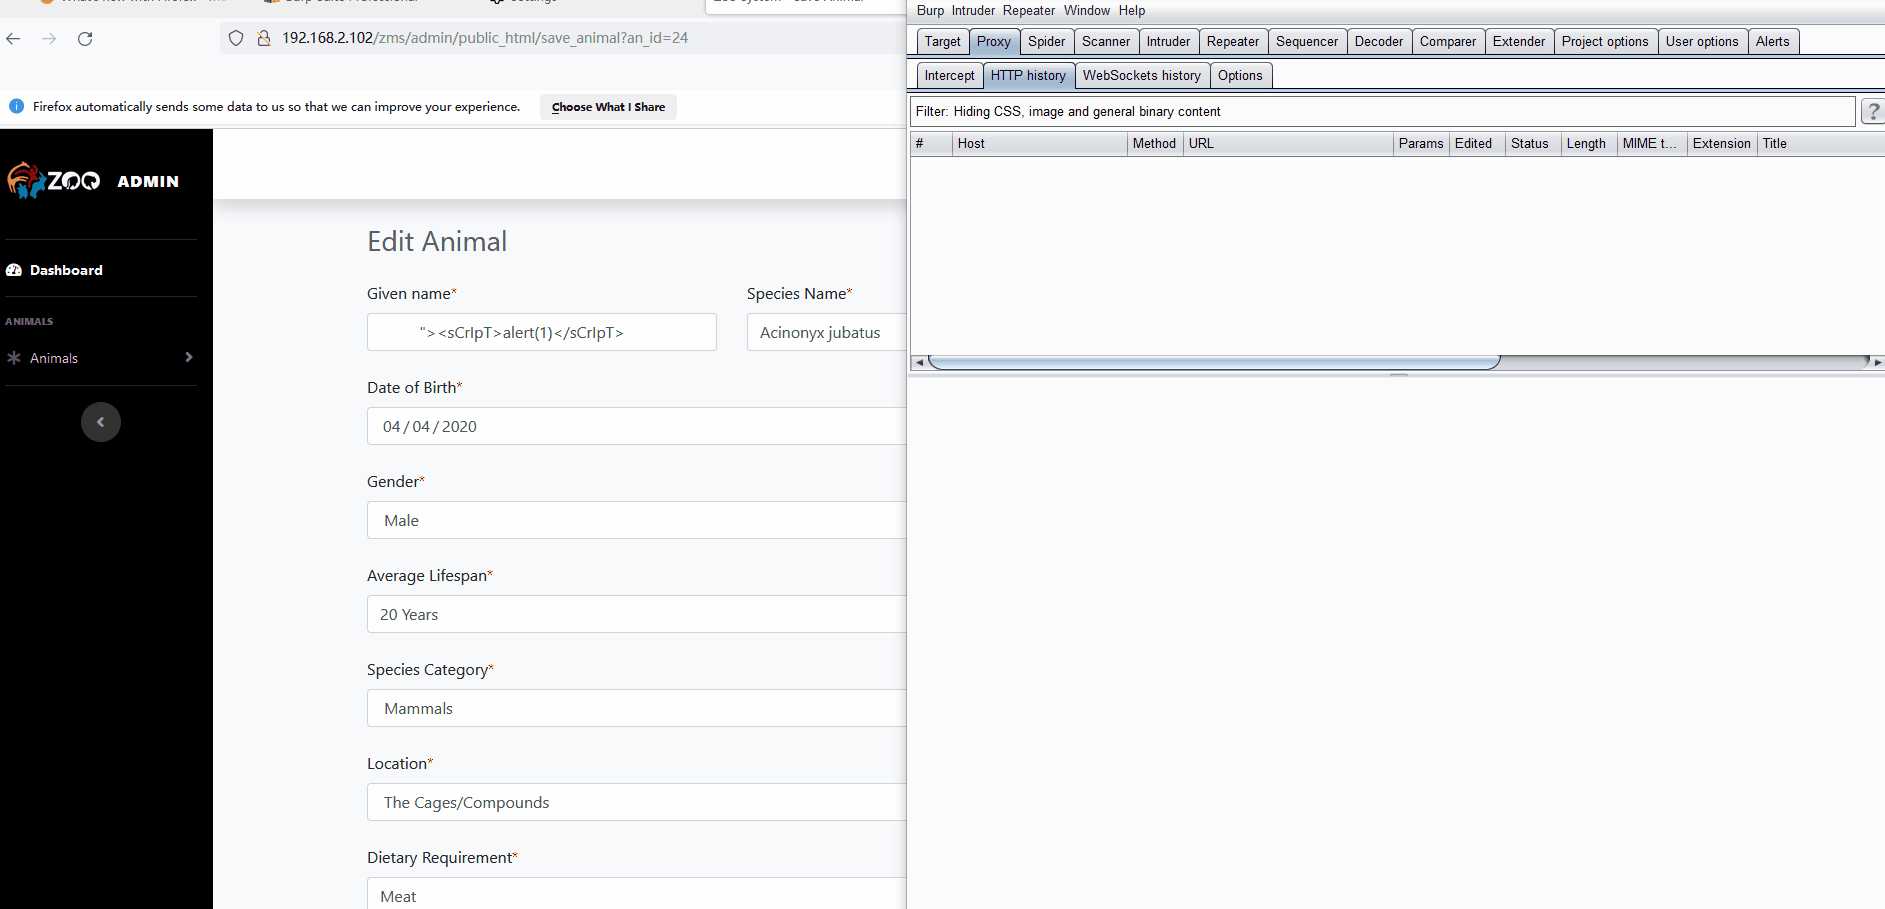 Burp Suite Professional
Settings
192.168.2.102/zms/admin/public_html/save_animal?an_id=24
Firefox automatically sends some data to us so that we can improve your experience. Choose What I Share
ZOO ADMIN
Dashboard
ANIMALS
Animals
Edit Animal
Given name* Species Name*
"><sCrIpT>alert(1)</sCrIpT> Acinonyx jubatus
Date of Birth*
04 / 04 / 2020
Gender*
Male
Average Lifespan*
20 Years
Species Category*
Mammals
Location*
The Cages/Compounds
Dietary Requirement*
Meat
Burp Intruder Repeater Window Help
Target Proxy Spider Scanner Intruder Repeater Sequencer Decoder Comparer Extender Project options User options Alerts
Intercept HTTP history WebSockets history Options
Filter: Hiding CSS, image and general binary content ?
# Host Method URL Params Edited Status Length MIME t... Extension Title